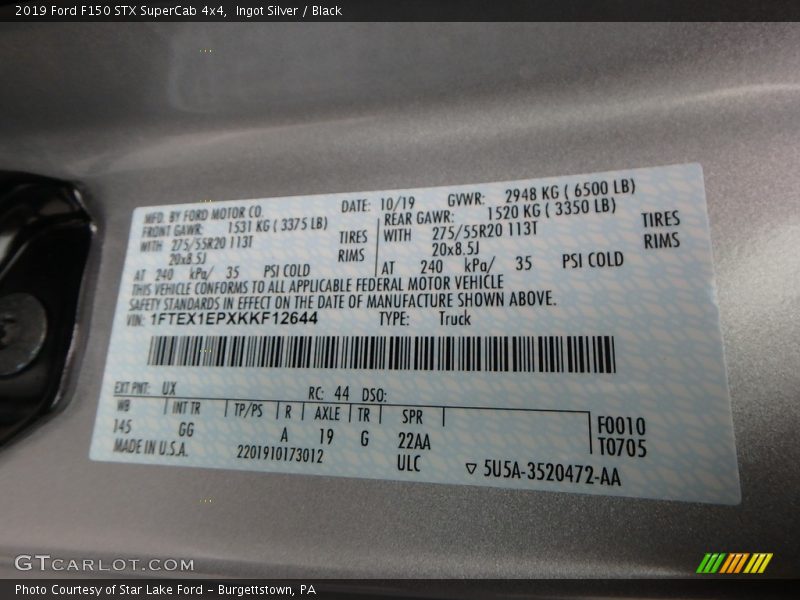 2019 Ford F150 STX SuperCab 4x4, Ingot Silver / Black
MFD. BY FORD MOTOR CO. DATE: 10/19 GVWR: 2948 KG ( 6500 LB)
FRONT GAWR: 1531 KG ( 3375 LB) REAR GAWR: 1520 KG ( 3350 LB)
WITH 275/55R20 113T TIRES WITH 275/55R20 113T TIRES
20x8.5J RIMS 20x8.5J RIMS
AT 240 kPa/ 35 PSI COLD AT 240 kPa/ 35 PSI COLD
THIS VEHICLE CONFORMS TO ALL APPLICABLE FEDERAL MOTOR VEHICLE
SAFETY STANDARDS IN EFFECT ON THE DATE OF MANUFACTURE SHOWN ABOVE.
VIN: 1FTEX1EPXKKF12644 TYPE: Truck
EXT PNT: UX RC: 44 DSO:
WB INT TR TP/PS R AXLE TR SPR F0010
145 GG A 19 G 22AA T0705
MADE IN U.S.A. 2201910173012 ULC ▽ 5U5A-3520472-AA
GTCARLOT.COM
Photo Courtesy of Star Lake Ford - Burgettstown, PA